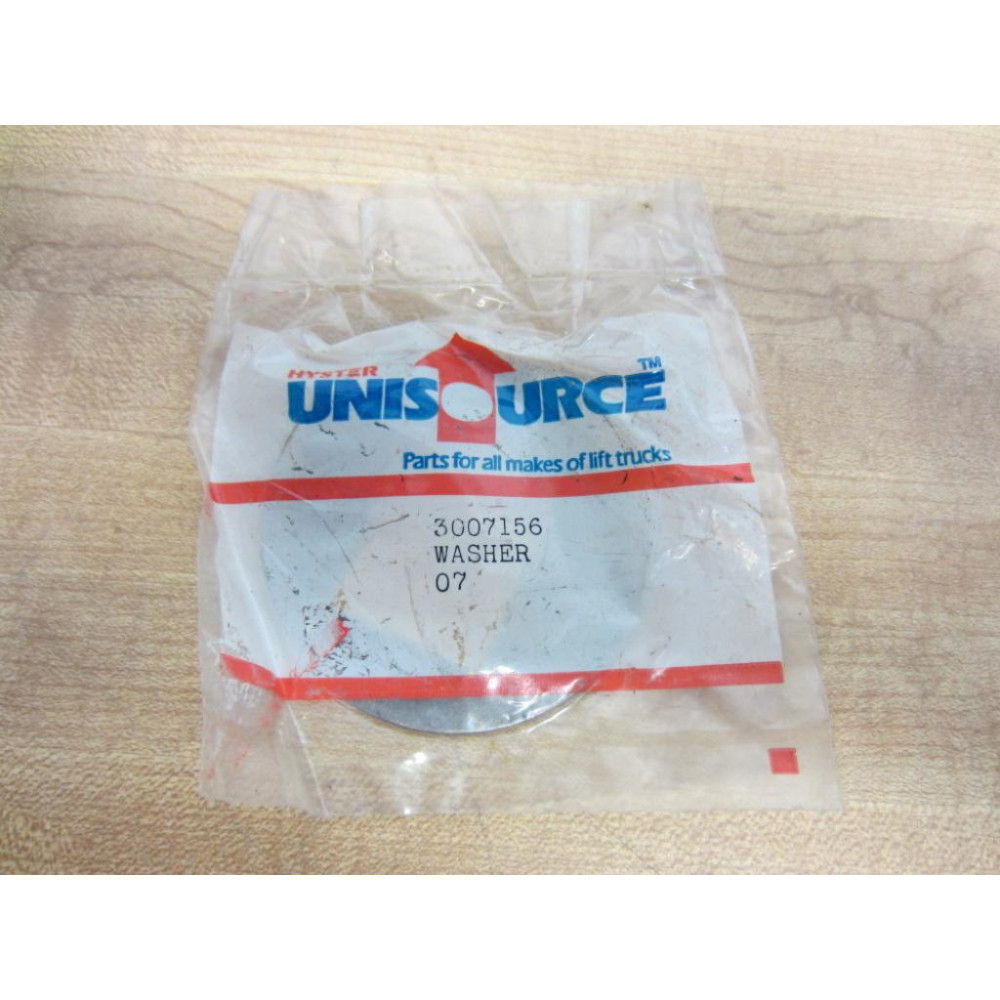 HYSTER
UNISOURCE™
Parts for all makes of lift trucks
3007156
WASHER
07